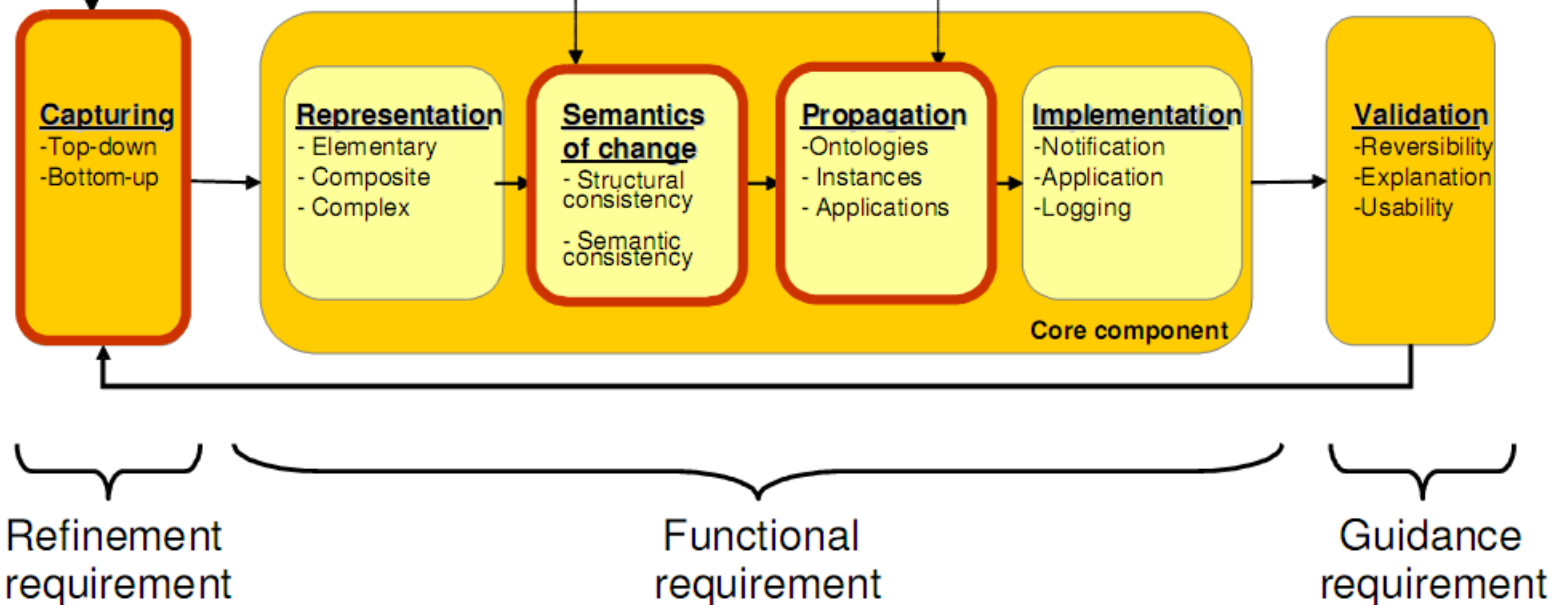 Capturing
-Top-down
-Bottom-up
Representation
- Elementary
- Composite
- Complex
Semantics
of change
- Structural
consistency
- Semantic
consistency
Propagation
-Ontologies
- Instances
- Applications
Implementation
-Notification
-Application
-Logging
Core component
Validation
-Reversibility
-Explanation
-Usability
Refinement
requirement
Functional
requirement
Guidance
requirement